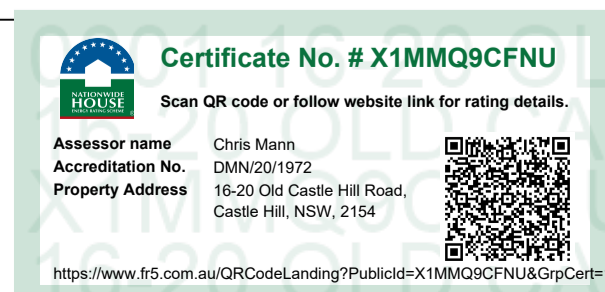 Certificate No. # X1MMQ9CFNU
NATIONWIDE
HOUSE
ENERGY RATING SCHEME
®
Scan QR code or follow website link for rating details.
Assessor name Chris Mann
Accreditation No. DMN/20/1972
Property Address 16-20 Old Castle Hill Road,
Castle Hill, NSW, 2154
https://www.fr5.com.au/QRCodeLanding?PublicId=X1MMQ9CFNU&GrpCert=